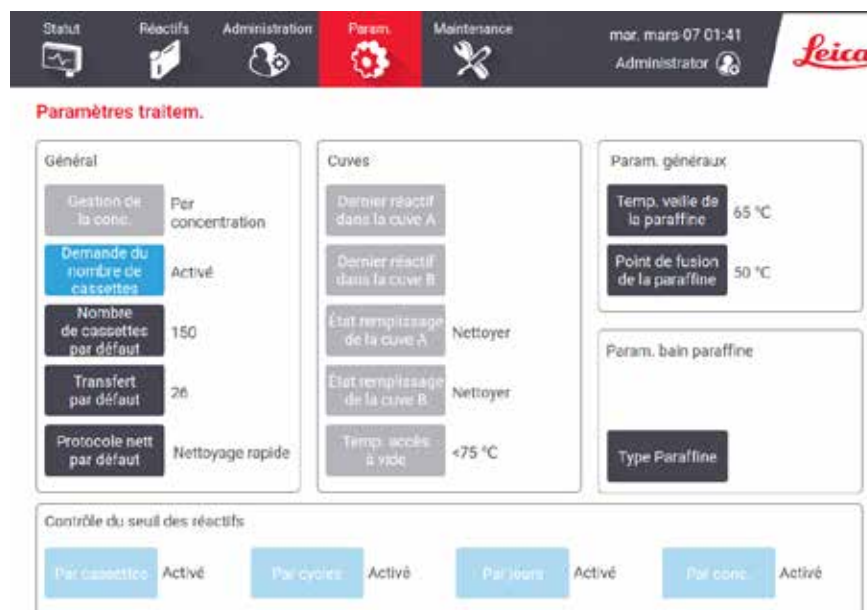 Statut Réactifs Administration Param. Maintenance
mar. mars-07 01:41
Administrator
Leica
Paramètres traitem.
Général
Gestion de
la conc.
Per
concentration
Demande du
nombre de
cassettes
Activé
Nombre
de cassettes
par défaut
150
Transfert
par défaut
26
Protocole nett
par défaut
Nettoyage rapide
Cuves
Dernier réactif
dans la cuve A
Dernier réactif
dans la cuve B
État remplissage
de la cuve A
Nettoyer
État remplissage
de la cuve B
Nettoyer
Temp. accès
à vide
<75 °C
Param. généraux
Temp. veille de
la paraffine
65 °C
Point de fusion
de la paraffine
50 °C
Param. bain paraffine
Type Paraffine
Contrôle du seuil des réactifs
Par cassettes Activé Par cycles Activé Par jours Activé Par conc. Activé